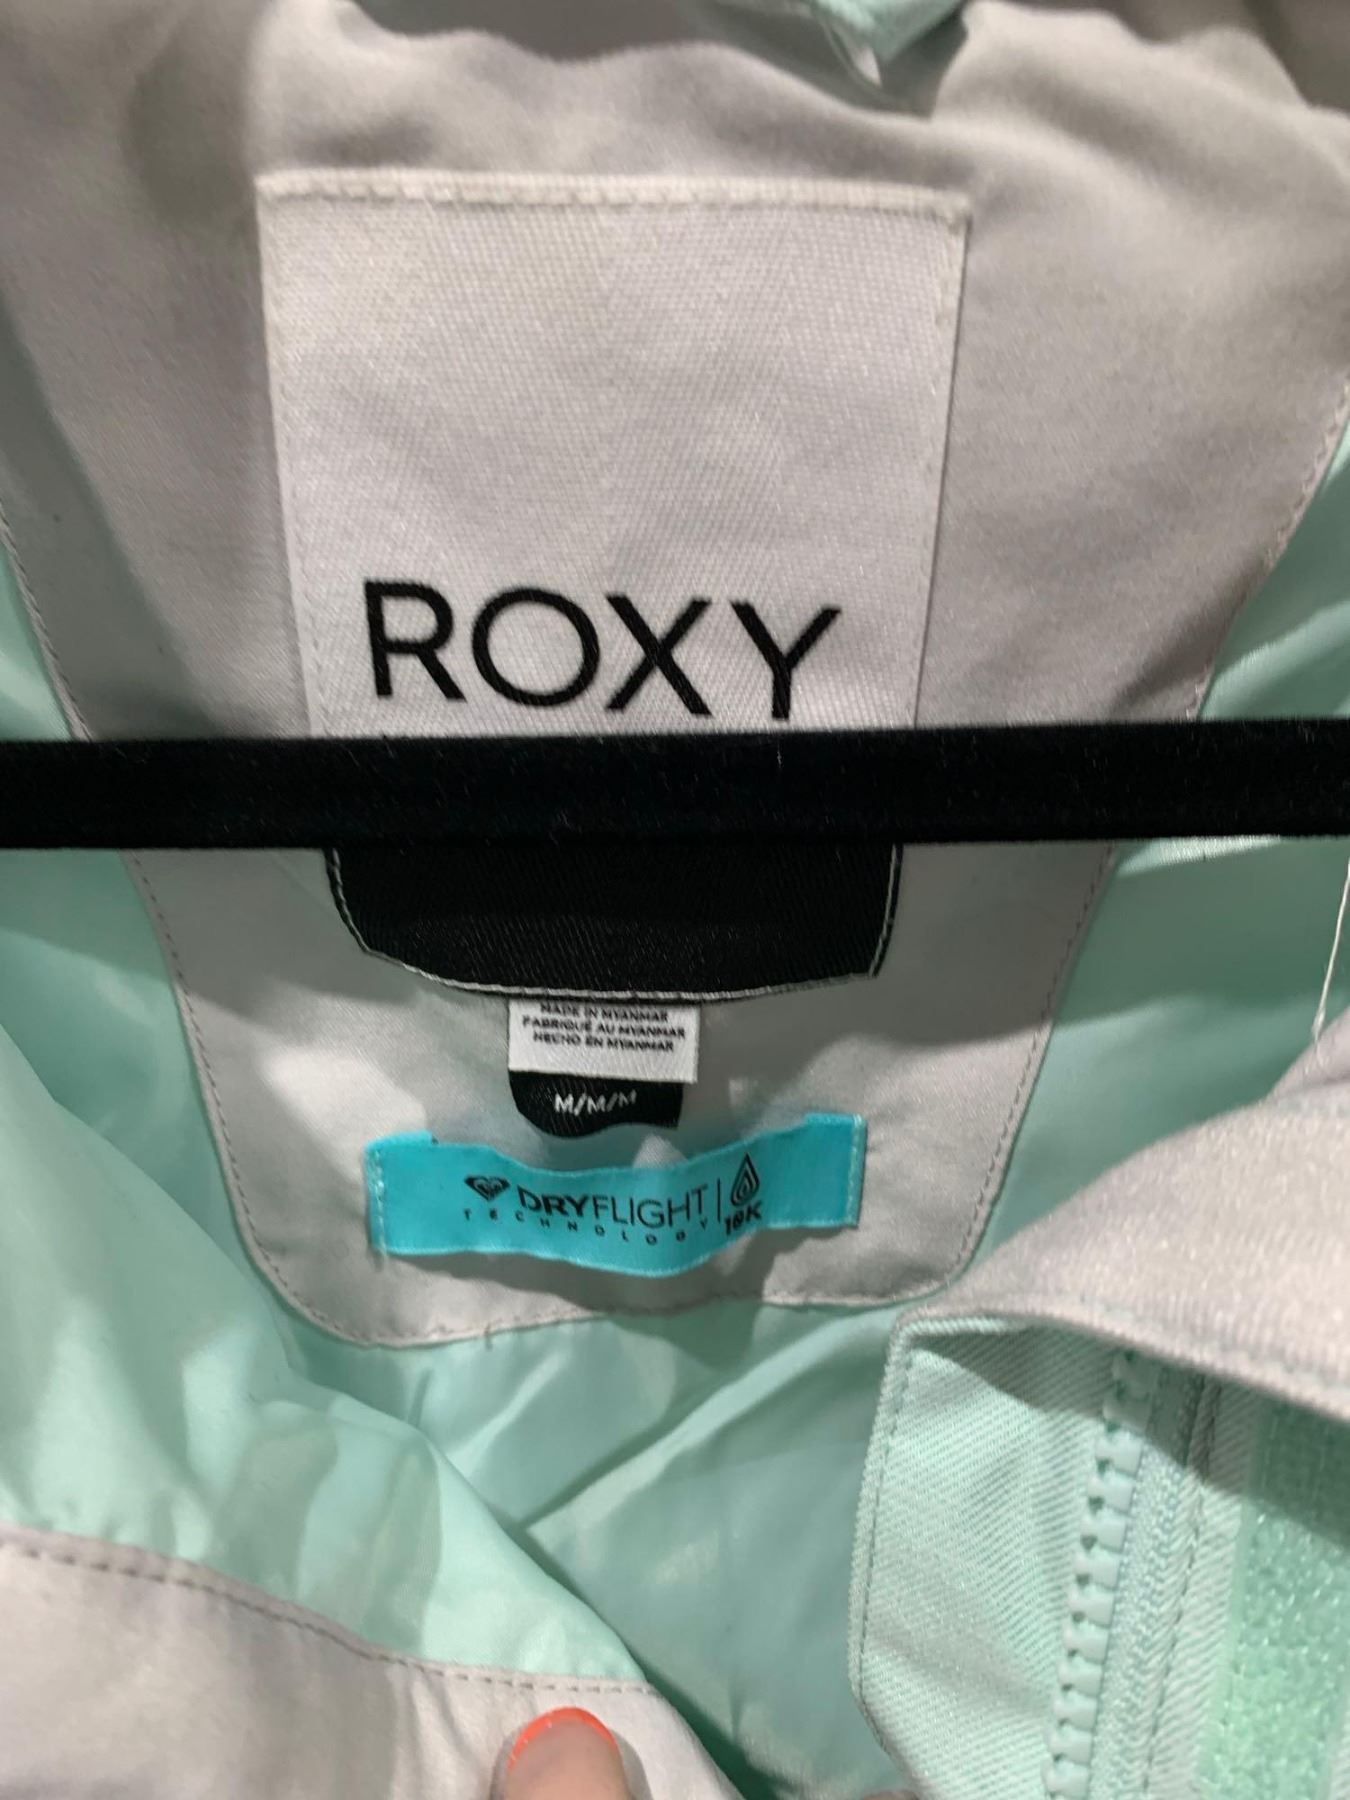 ROXY
MADE IN MYANMAR
FABRIQUÉ AU MYANMAR
HECHO EN MYANMAR
M/M/M
DRYFLIGHT 10K
TECHNOLOGY